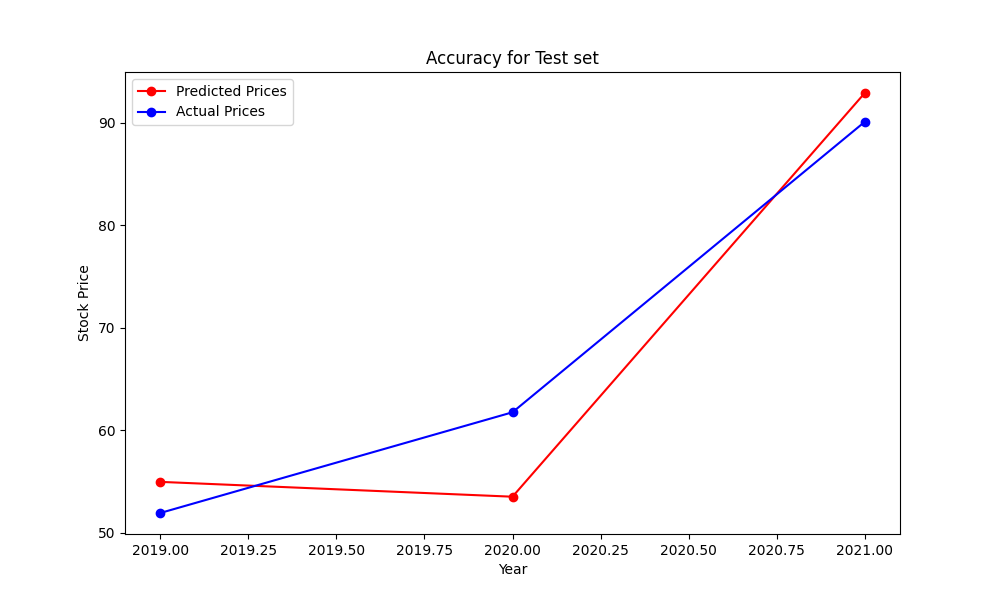 Accuracy for Test set
Predicted Prices
Actual Prices
90
80
70
60
50
Stock Price
2019.00 2019.25 2019.50 2019.75 2020.00 2020.25 2020.50 2020.75 2021.00
Year